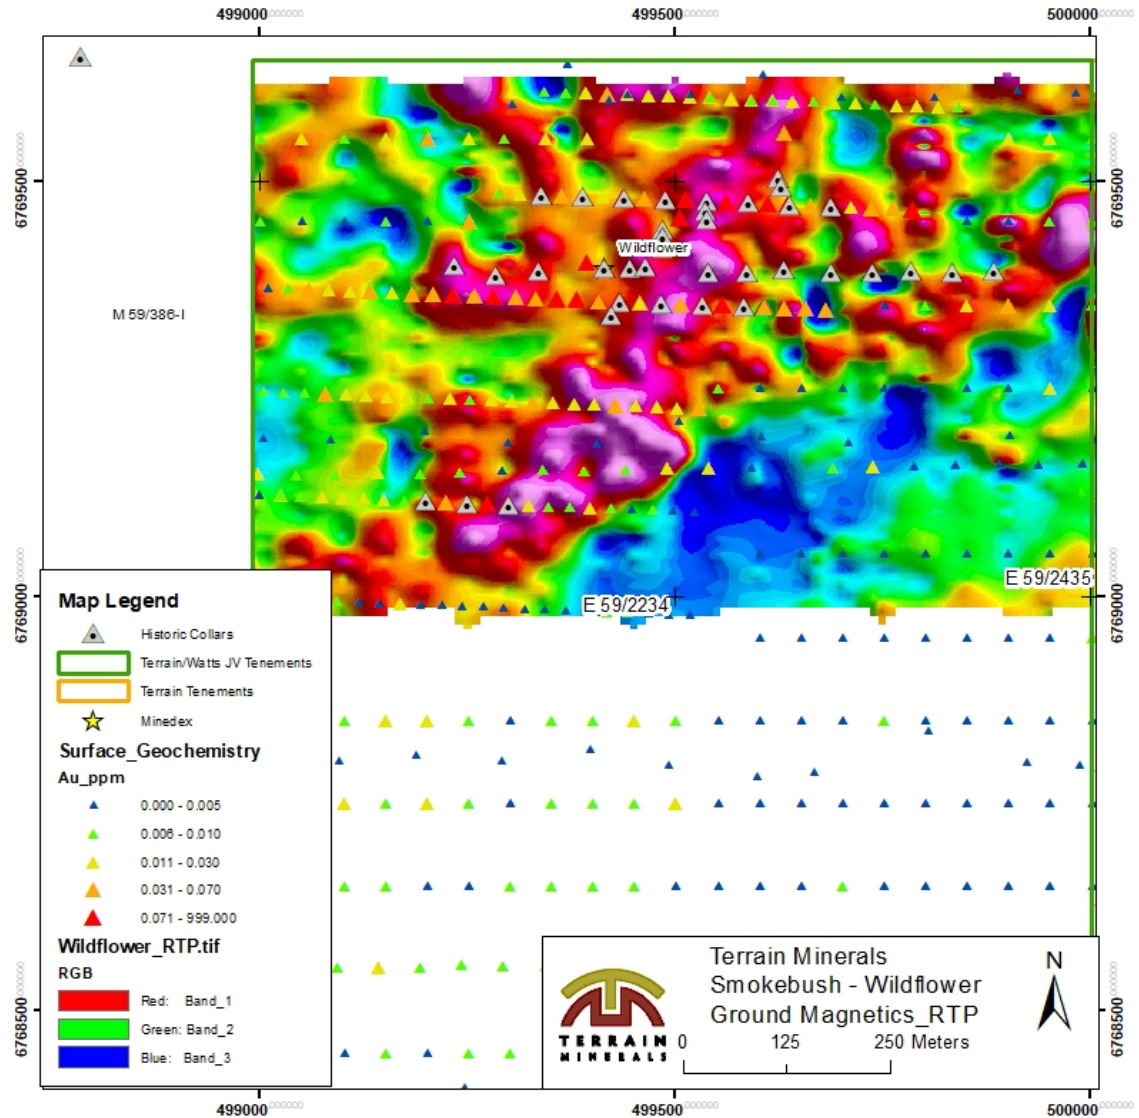 499000
499500
500000
6769500
6769500
Wildflower
M 59/386-I
E 59/2435
E 59/2234
6769000
6769000
Map Legend
Historic Collars
Terrain/Watts JV Tenements
Terrain Tenements
Minedex
Surface_Geochemistry
Au_ppm
0.000 - 0.005
0.006 - 0.010
0.011 - 0.030
0.031 - 0.070
0.071 - 999.000
Wildflower_RTP.tif
RGB
Red: Band_1
Green: Band_2
Blue: Band_3
TERRAIN
MINERALS
Terrain Minerals
Smokebush - Wildflower
Ground Magnetics_RTP
0 125 250 Meters
N
6768500
6768500
499000
499500
500000